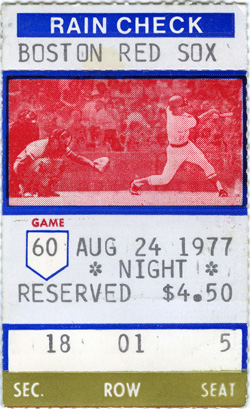 RAIN CHECK
BOSTON RED SOX
GAME
60 AUG 24 1977
* NIGHT *
RESERVED $4.50
18 01 5
SEC. ROW SEAT